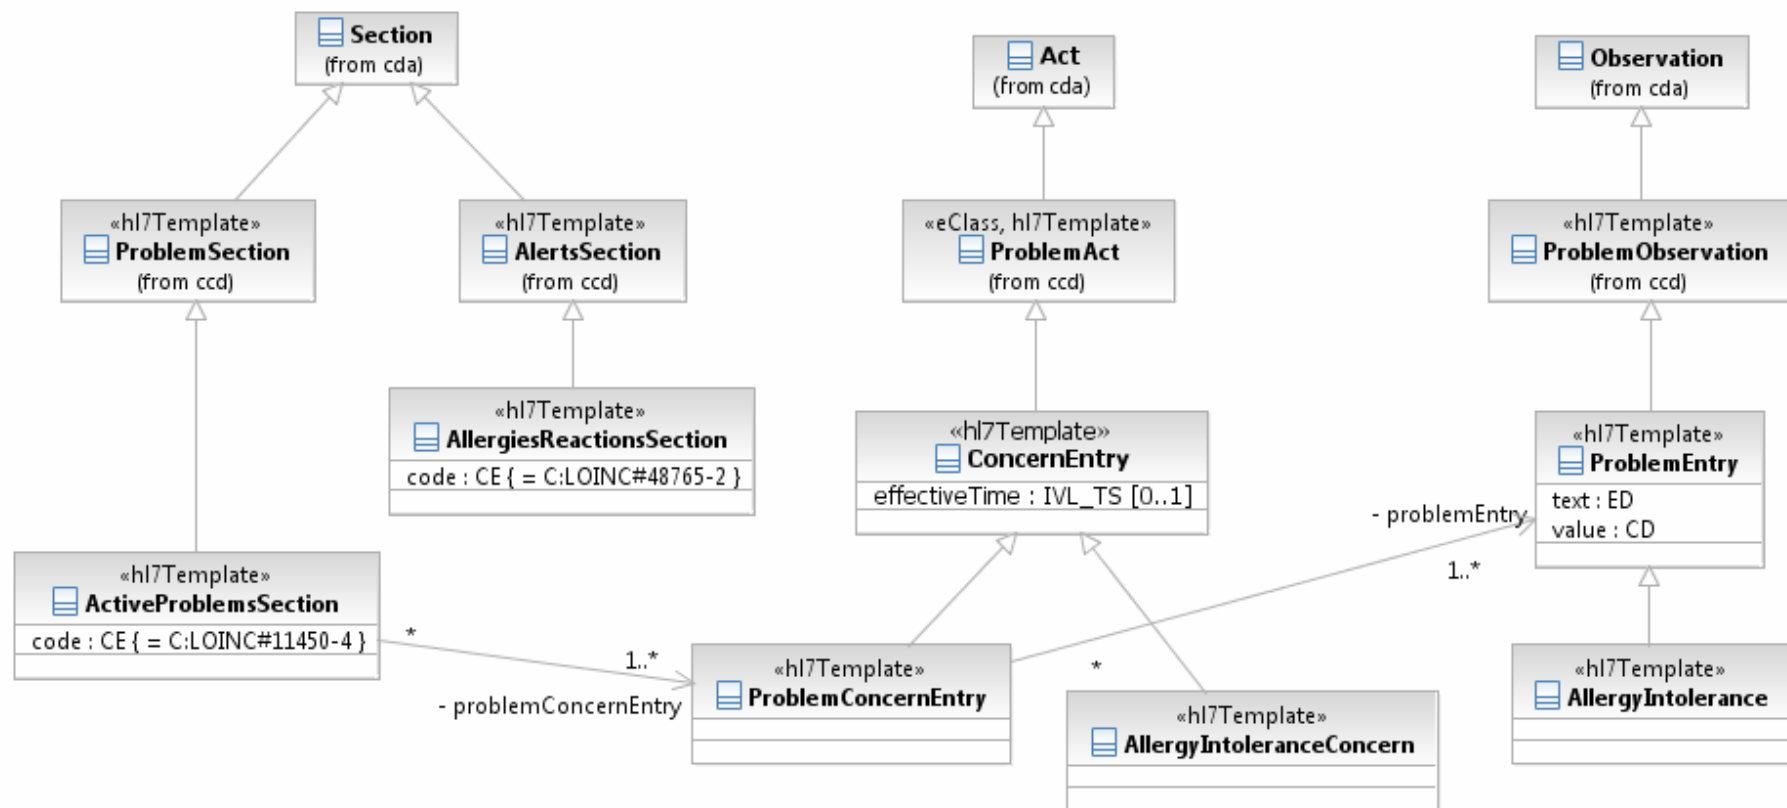 Section
(from cda)
Act
(from cda)
Observation
(from cda)
«hl7Template»
ProblemSection
(from ccd)
«hl7Template»
AlertsSection
(from ccd)
«eClass, hl7Template»
ProblemAct
(from ccd)
«hl7Template»
ProblemObservation
(from ccd)
«hl7Template»
AllergiesReactionsSection
code : CE { = C:LOINC#48765-2 }
«hl7Template»
ConcernEntry
effectiveTime : IVL_TS [0..1]
«hl7Template»
ProblemEntry
text : ED
value : CD
- problemEntry
1..*
«hl7Template»
ActiveProblemsSection
code : CE { = C:LOINC#11450-4 }
*
1..*
- problemConcernEntry
«hl7Template»
ProblemConcernEntry
*
«hl7Template»
AllergyIntoleranceConcern
«hl7Template»
AllergyIntolerance